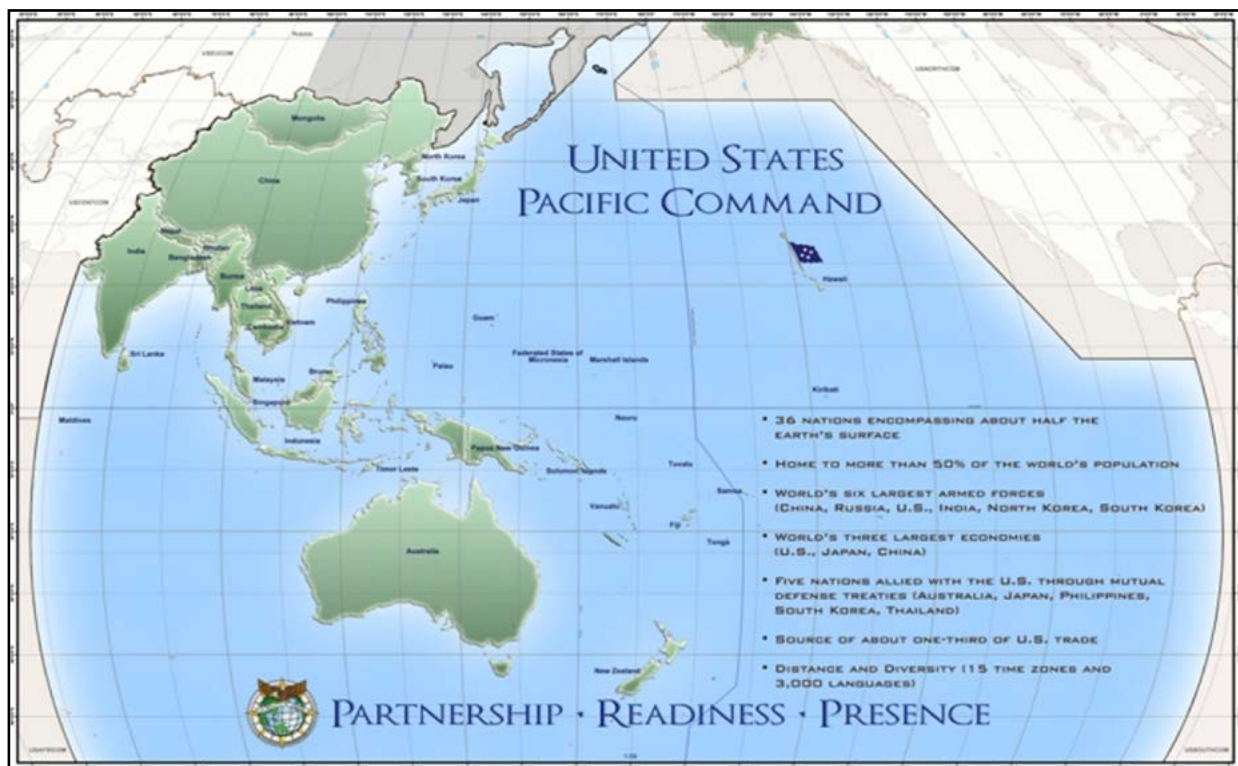 Russia
USEUCOM
USNORTHCOM
Mongolia
UNITED STATES
PACIFIC COMMAND
North Korea
South Korea
Japan
China
USCENTCOM
Nepal
Bhutan
India
Bangladesh
Burma
Hawaii
Laos
Philippines
Thailand
Vietnam
Cambodia
Guam
Sri Lanka
Federated States of
Micronesia
Marshall Islands
Palau
Brunei
Malaysia
Kiribati
Singapore
Maldives
Nauru
Indonesia
Papua New Guinea
Timor Leste
Solomon Islands
Tuvalu
Samoa
Vanuatu
Fiji
Tonga
Australia
New Zealand
• 36 NATIONS ENCOMPASSING ABOUT HALF THE
EARTH'S SURFACE
• HOME TO MORE THAN 50% OF THE WORLD'S POPULATION
• WORLD'S SIX LARGEST ARMED FORCES
(CHINA, RUSSIA, U.S., INDIA, NORTH KOREA, SOUTH KOREA)
• WORLD'S THREE LARGEST ECONOMIES
(U.S., JAPAN, CHINA)
• FIVE NATIONS ALLIED WITH THE U.S. THROUGH MUTUAL
DEFENSE TREATIES (AUSTRALIA, JAPAN, PHILIPPINES,
SOUTH KOREA, THAILAND)
• SOURCE OF ABOUT ONE-THIRD OF U.S. TRADE
• DISTANCE AND DIVERSITY (15 TIME ZONES AND
3,000 LANGUAGES)
PARTNERSHIP · READINESS · PRESENCE
USAFRICOM
USSOUTHCOM